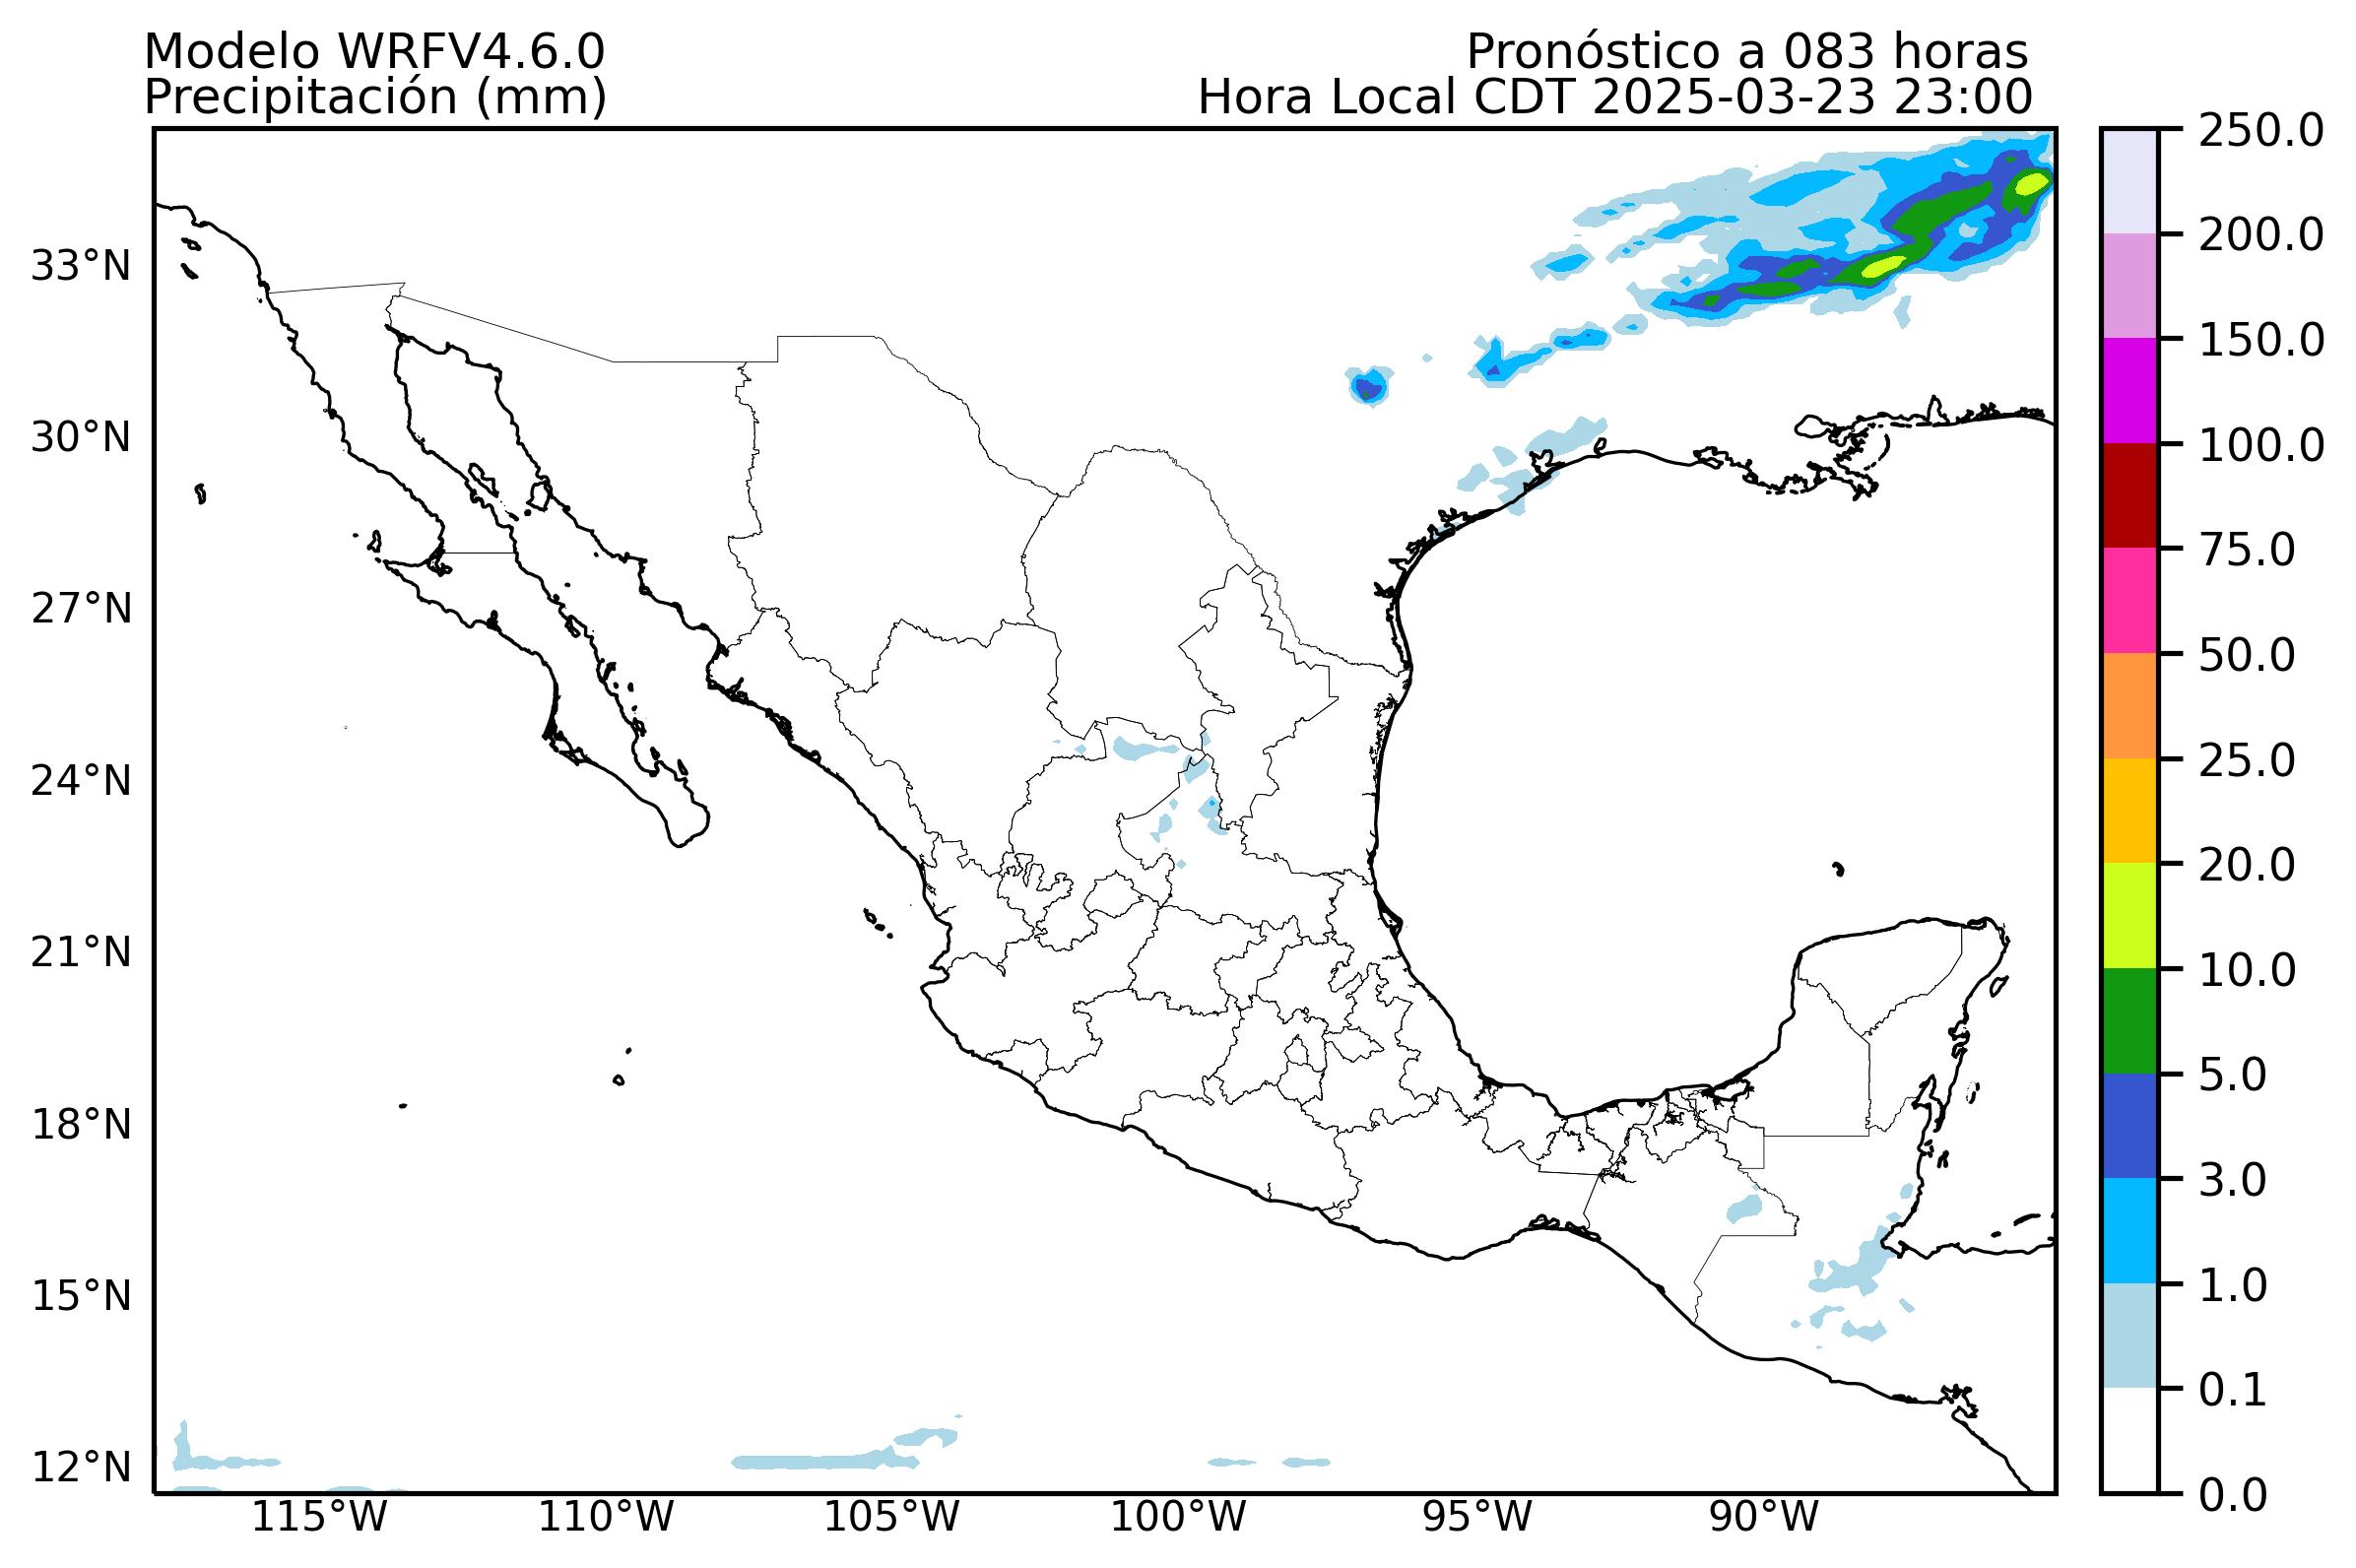 Modelo WRFV4.6.0
Precipitación (mm)
Pronóstico a 083 horas
Hora Local CDT 2025-03-23 23:00
33°N
30°N
27°N
24°N
21°N
18°N
15°N
12°N
115°W
110°W
105°W
100°W
95°W
90°W
250.0
200.0
150.0
100.0
75.0
50.0
25.0
20.0
10.0
5.0
3.0
1.0
0.1
0.0